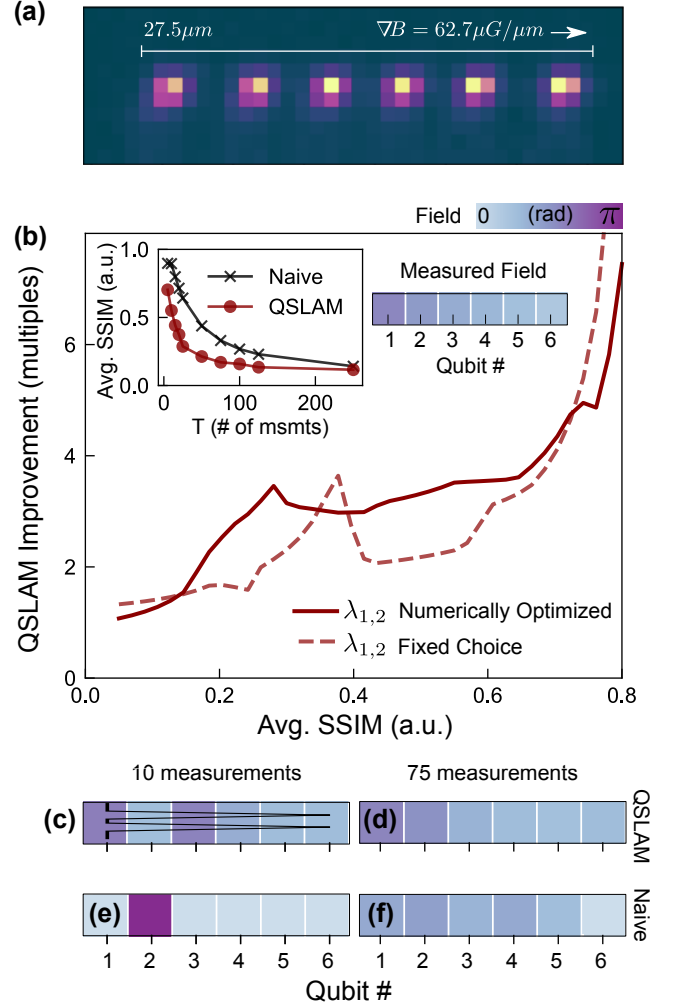 (a)
27.5μm
∇B = 62.7μG/μm
Field 0 (rad) π
(b)
QSLAM Improvement (multiples)
0
2
4
6
0.0 0.2 0.4 0.6 0.8
Avg. SSIM (a.u.)
Avg. SSIM (a.u.)
1.0
0.5
0.0
0 100 200
T (# of msmts)
Naive
QSLAM
Measured Field
1 2 3 4 5 6
Qubit #
λ1,2 Numerically Optimized
λ1,2 Fixed Choice
10 measurements
75 measurements
(c)
(d)
QSLAM
(e)
(f)
Naive
1 2 3 4 5 6
1 2 3 4 5 6
Qubit #